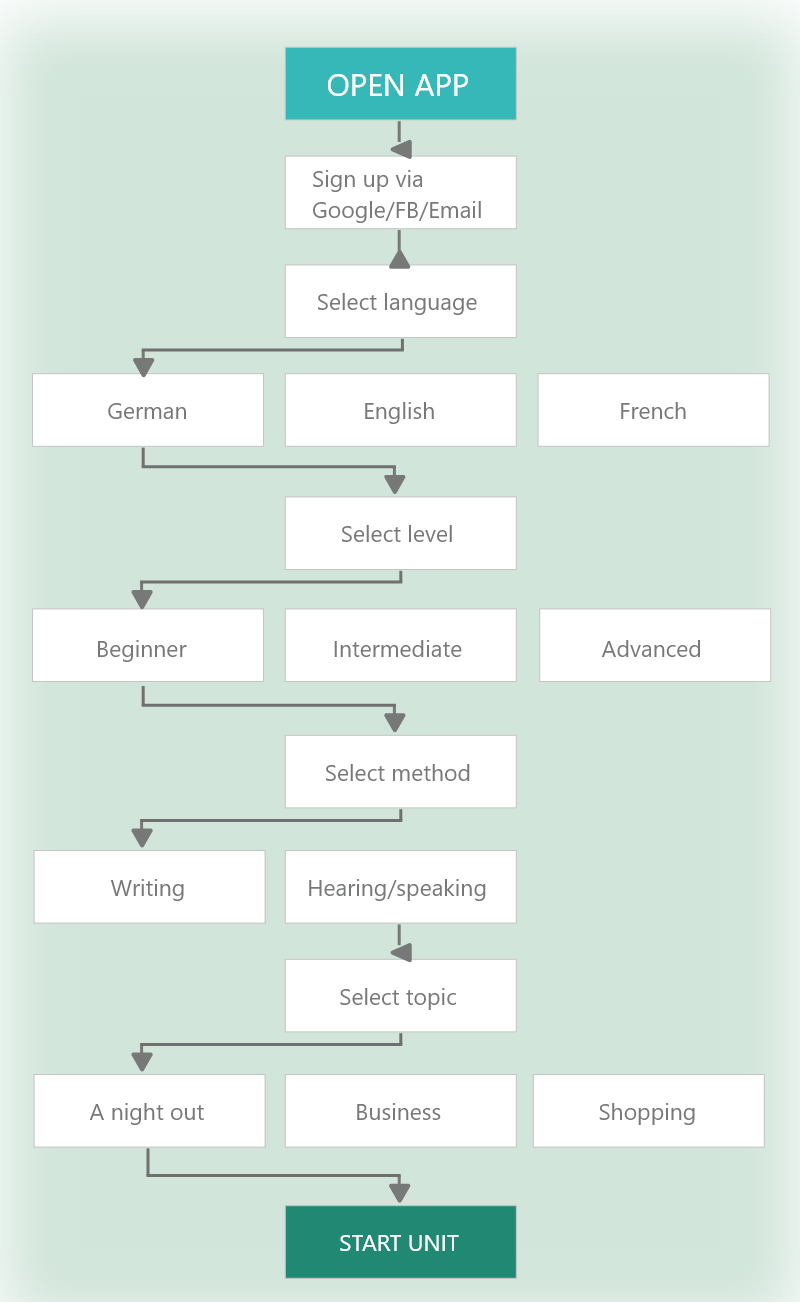 OPEN APP
Sign up via
Google/FB/Email
Select language
German
English
French
Select level
Beginner
Intermediate
Advanced
Select method
Writing
Hearing/speaking
Select topic
A night out
Business
Shopping
START UNIT